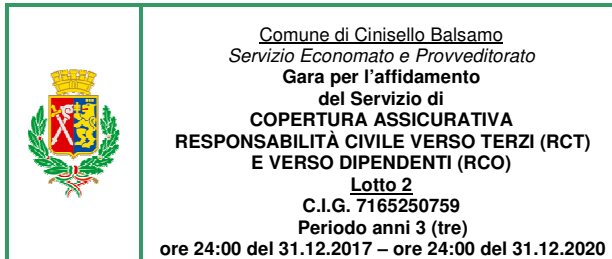 Comune di Cinisello Balsamo
Servizio Economato e Provveditorato
Gara per l'affidamento
del Servizio di
COPERTURA ASSICURATIVA
RESPONSABILITÀ CIVILE VERSO TERZI (RCT)
E VERSO DIPENDENTI (RCO)
Lotto 2
C.I.G. 7165250759
Periodo anni 3 (tre)
ore 24:00 del 31.12.2017 – ore 24:00 del 31.12.2020